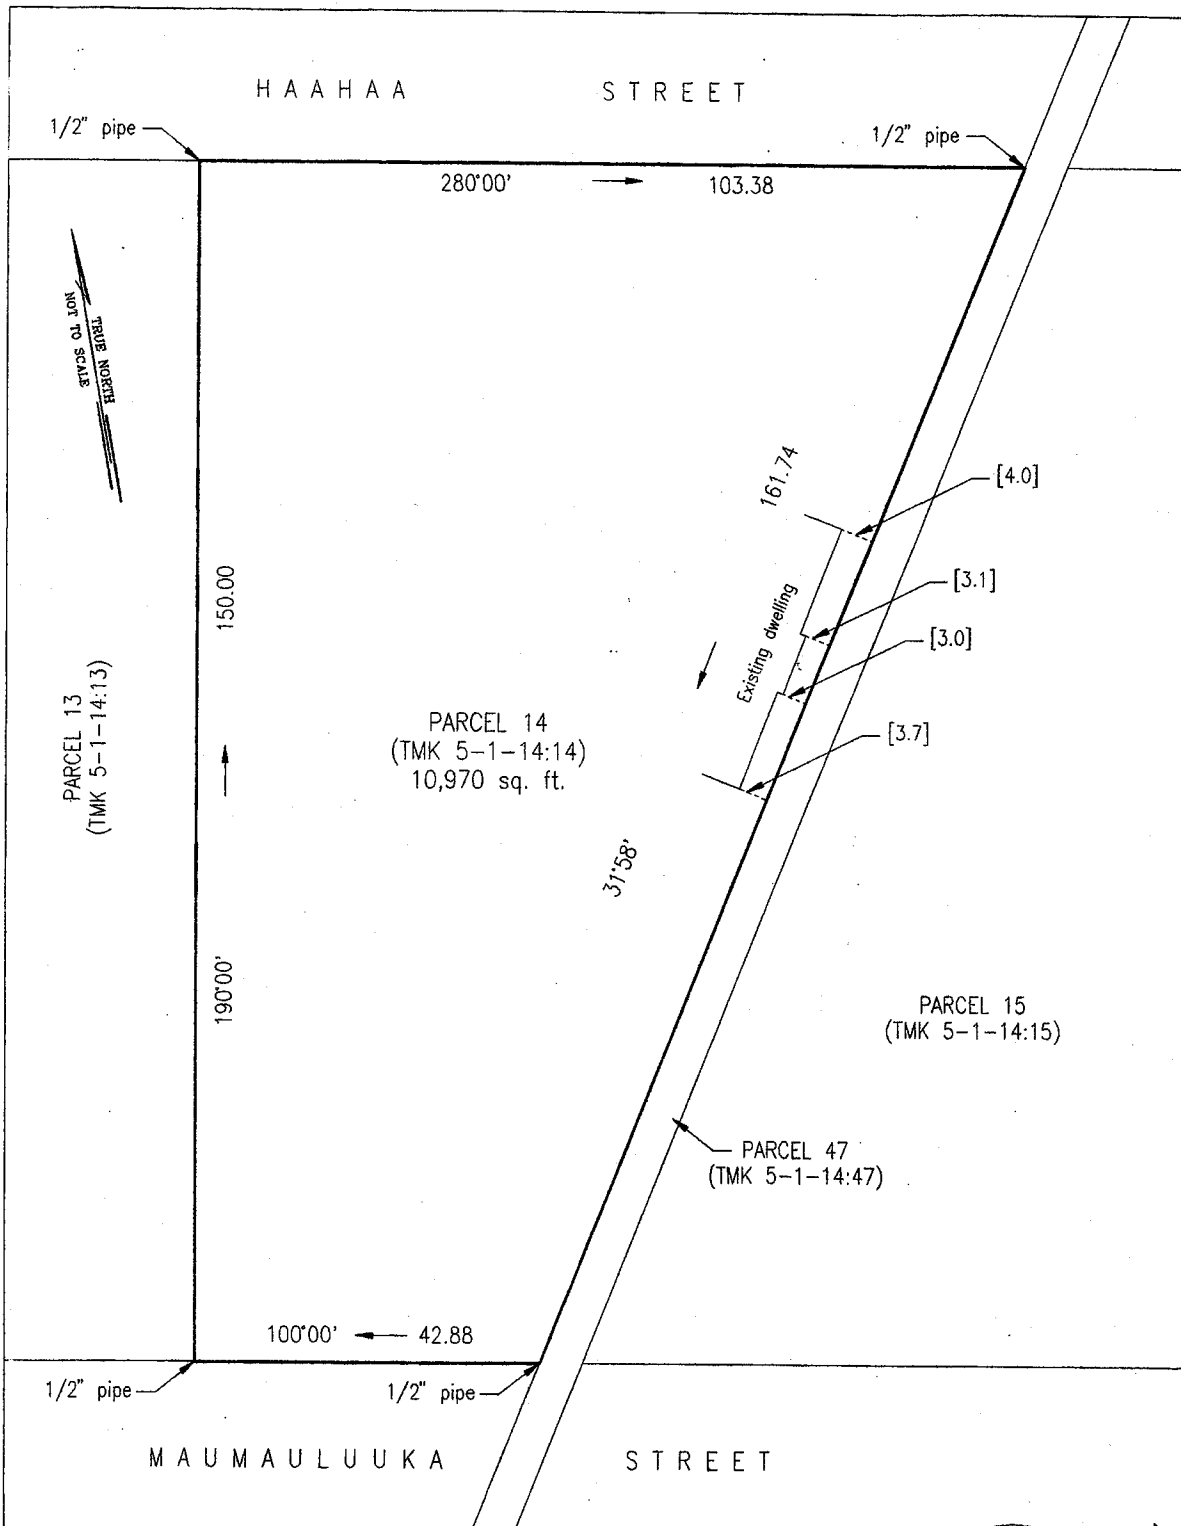 HAAHAA STREET
1/2" pipe
1/2" pipe
280°00' 103.38
TRUE NORTH
NOT TO SCALE
161.74
[4.0]
[3.1]
[3.0]
[3.7]
Existing dwelling
150.00
190°00'
PARCEL 13
(TMK 5-1-14:13)
PARCEL 14
(TMK 5-1-14:14)
10,970 sq. ft.
31°58'
PARCEL 15
(TMK 5-1-14:15)
PARCEL 47
(TMK 5-1-14:47)
100°00' 42.88
1/2" pipe
1/2" pipe
MAUMAULUUKA STREET